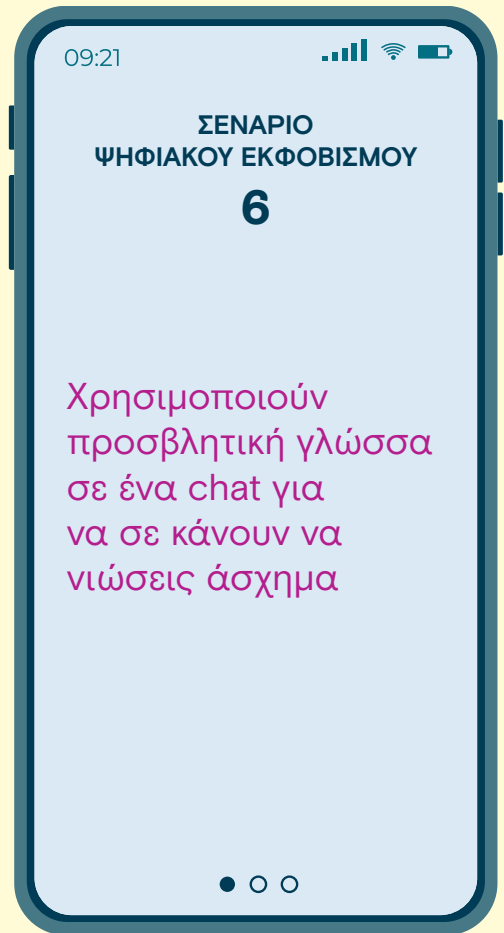 09:21
ΣΕΝΑΡΙΟ
ΨΗΦΙΑΚΟΥ ΕΚΦΟΒΙΣΜΟΥ
6
Χρησιμοποιούν
προσβλητική γλώσσα
σε ένα chat για
να σε κάνουν να
νιώσεις άσχημα